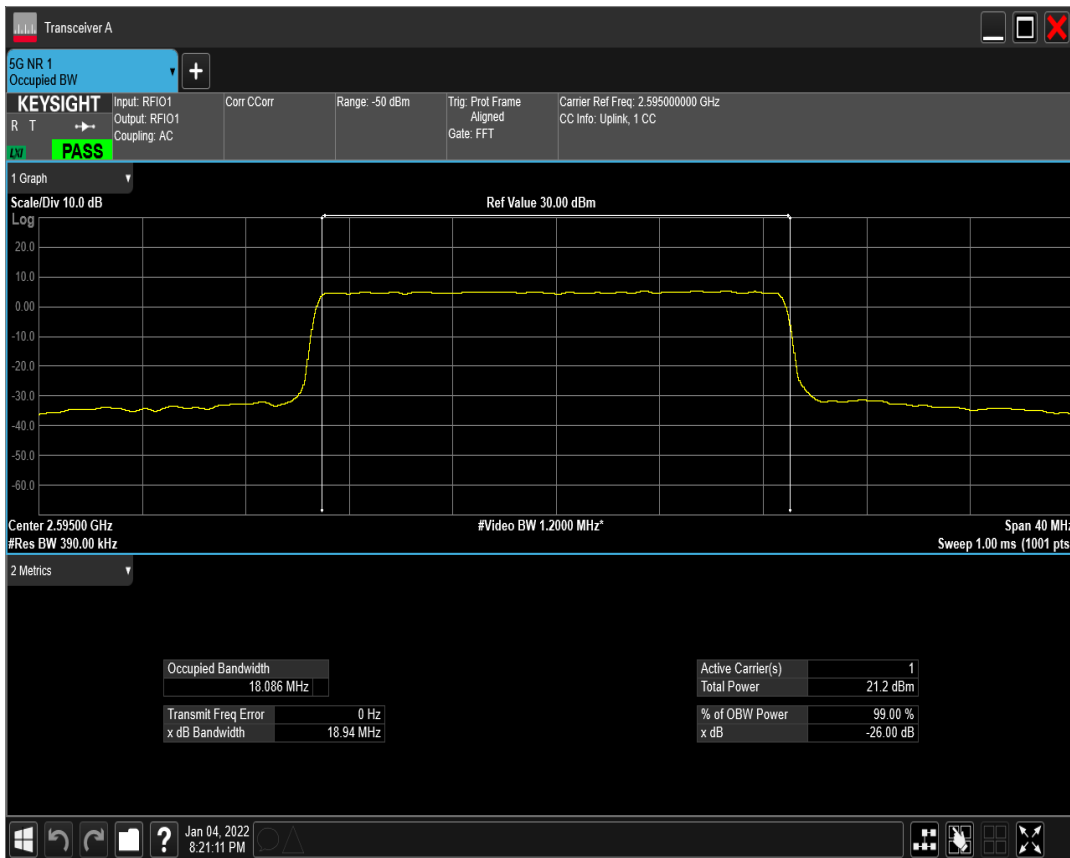 Transceiver A
5G NR 1
Occupied BW
KEYSIGHT
R T
LXI
PASS
Input: RFIO1
Output: RFIO1
Coupling: AC
Corr CCorr
Range: -50 dBm
Trig: Prot Frame
Aligned
Gate: FFT
Carrier Ref Freq: 2.595000000 GHz
CC Info: Uplink, 1 CC
1 Graph
Scale/Div 10.0 dB
Ref Value 30.00 dBm
Log
20.0
10.0
0.00
-10.0
-20.0
-30.0
-40.0
-50.0
-60.0
Center 2.59500 GHz
#Video BW 1.2000 MHz*
Span 40 MHz
#Res BW 390.00 kHz
Sweep 1.00 ms (1001 pts
2 Metrics
Occupied Bandwidth
18.086 MHz
Transmit Freq Error 0 Hz
x dB Bandwidth 18.94 MHz
Active Carrier(s) 1
Total Power 21.2 dBm
% of OBW Power 99.00 %
x dB -26.00 dB
?
Jan 04, 2022
8:21:11 PM